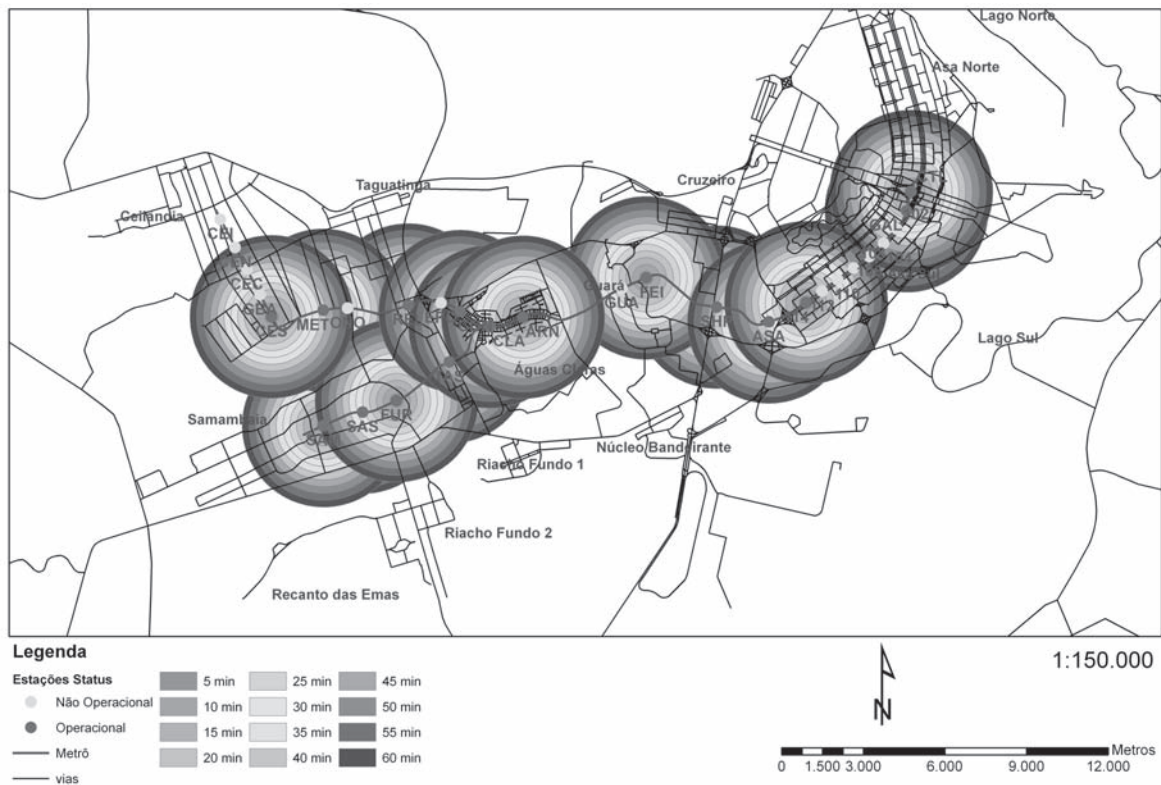 Lago Norte
Asa Norte
Taguatinga
Cruzeiro
Ceilândia
CEI
CEC
GAL
Guará
GUA
FEI
MET
SHP
ASA
114
Lago Sul
CLA
ARN
Águas Claras
Samambaia
SAS
FUR
Núcleo Bandeirante
Riacho Fundo 1
Riacho Fundo 2
Recanto das Emas
Legenda
Estações Status
Não Operacional
Operacional
Metrô
vias
5 min
10 min
15 min
20 min
25 min
30 min
35 min
40 min
45 min
50 min
55 min
60 min
N
1:150.000
Metros
0 1.500 3.000 6.000 9.000 12.000